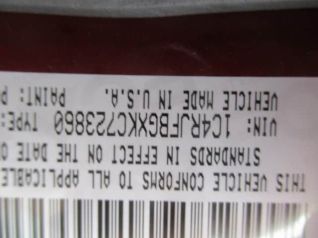 THIS VEHICLE CONFORMS TO ALL APPLICABLE
STANDARDS IN EFFECT ON THE DATE OF
VIN: 1C4RJFBGXKC723860 TYPE:
VEHICLE MADE IN U.S.A. PAINT: P